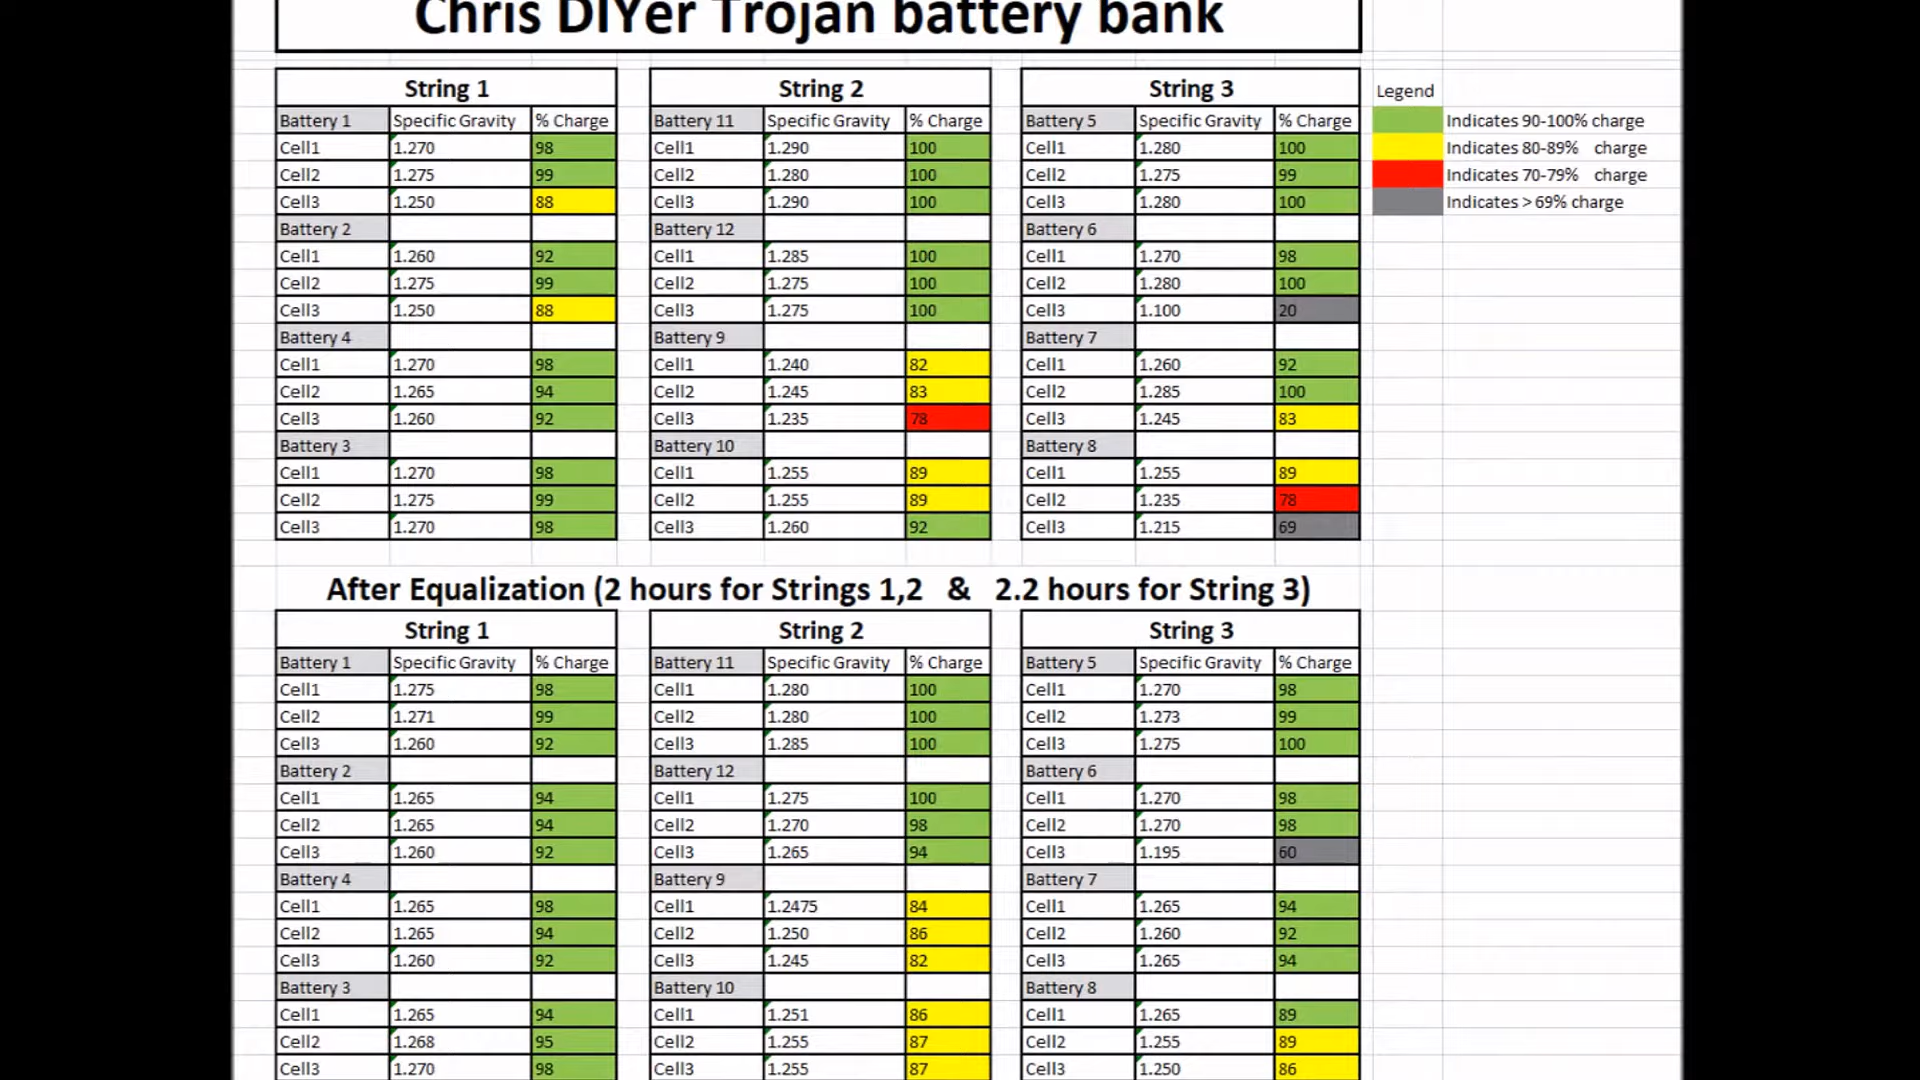 Chris DIYer Trojan battery bank
String 1 String 2 String 3 Legend
Battery 1 Specific Gravity % Charge Battery 11 Specific Gravity % Charge Battery 5 Specific Gravity % Charge Indicates 90-100% charge
Cell1 1.270 98 Cell1 1.290 100 Cell1 1.280 100 Indicates 80-89% charge
Cell2 1.275 99 Cell2 1.280 100 Cell2 1.275 99 Indicates 70-79% charge
Cell3 1.250 88 Cell3 1.290 100 Cell3 1.280 100 Indicates > 69% charge
Battery 2 Battery 12 Battery 6
Cell1 1.260 92 Cell1 1.285 100 Cell1 1.270 98
Cell2 1.275 99 Cell2 1.275 100 Cell2 1.280 100
Cell3 1.250 88 Cell3 1.275 100 Cell3 1.100 20
Battery 4 Battery 9 Battery 7
Cell1 1.270 98 Cell1 1.240 82 Cell1 1.260 92
Cell2 1.265 94 Cell2 1.245 83 Cell2 1.285 100
Cell3 1.260 92 Cell3 1.235 78 Cell3 1.245 83
Battery 3 Battery 10 Battery 8
Cell1 1.270 98 Cell1 1.255 89 Cell1 1.255 89
Cell2 1.275 99 Cell2 1.255 89 Cell2 1.235 78
Cell3 1.270 98 Cell3 1.260 92 Cell3 1.215 69
After Equalization (2 hours for Strings 1,2 & 2.2 hours for String 3)
String 1 String 2 String 3
Battery 1 Specific Gravity % Charge Battery 11 Specific Gravity % Charge Battery 5 Specific Gravity % Charge
Cell1 1.275 98 Cell1 1.280 100 Cell1 1.270 98
Cell2 1.271 99 Cell2 1.280 100 Cell2 1.273 99
Cell3 1.260 92 Cell3 1.285 100 Cell3 1.275 100
Battery 2 Battery 12 Battery 6
Cell1 1.265 94 Cell1 1.275 100 Cell1 1.270 98
Cell2 1.265 94 Cell2 1.270 98 Cell2 1.270 98
Cell3 1.260 92 Cell3 1.265 94 Cell3 1.195 60
Battery 4 Battery 9 Battery 7
Cell1 1.265 98 Cell1 1.2475 84 Cell1 1.265 94
Cell2 1.265 94 Cell2 1.250 86 Cell2 1.260 92
Cell3 1.260 92 Cell3 1.245 82 Cell3 1.265 94
Battery 3 Battery 10 Battery 8
Cell1 1.265 94 Cell1 1.251 86 Cell1 1.265 89
Cell2 1.268 95 Cell2 1.255 87 Cell2 1.255 89
Cell3 1.270 98 Cell3 1.255 87 Cell3 1.250 86